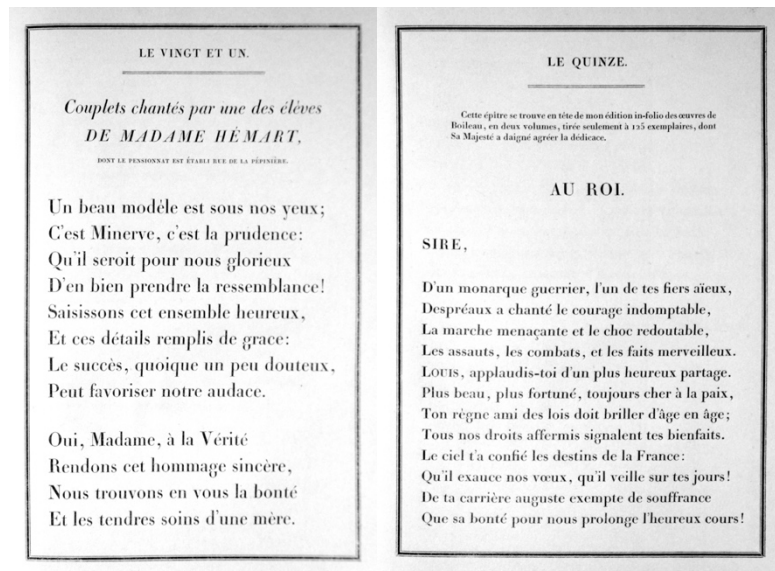 LE VINGT ET UN.
Couplets chantés par une des élèves
DE MADAME HÉMART,
DONT LE PENSIONNAT EST ÉTABLI RUE DE LA PÉPINIÈRE.
Un beau modéle est sous nos yeux;
C'est Minerve, c'est la prudence:
Qu'il seroit pour nous glorieux
D'en bien prendre la ressemblance!
Saisissons cet ensemble heureux,
Et ces détails remplis de grace:
Le succès, quoique un peu douteux,
Peut favoriser notre audace.
Oui, Madame, à la Vérité
Rendons cet hommage sincère,
Nous trouvons en vous la bonté
Et les tendres soins d'une mère.
LE QUINZE.
Cette épître se trouve en tête de mon édition in-folio des œuvres de
Boileau, en deux volumes, tirée seulement à 125 exemplaires, dont
Sa Majesté a daigné agréer la dédicace.
AU ROI.
SIRE,
D'un monarque guerrier, l'un de tes fiers aïeux,
Despréaux a chanté le courage indomptable,
La marche menaçante et le choc redoutable,
Les assauts, les combats, et les faits merveilleux.
LOUIS, applaudis-toi d'un plus heureux partage.
Plus beau, plus fortuné, toujours cher à la paix,
Ton règne ami des lois doit briller d'âge en âge;
Tous nos droits affermis signalent tes bienfaits.
Le ciel t'a confié les destins de la France:
Qu'il exauce nos vœux, qu'il veille sur tes jours!
De ta carrière auguste exempte de souffrance
Que sa bonté pour nous prolonge l'heureux cours!